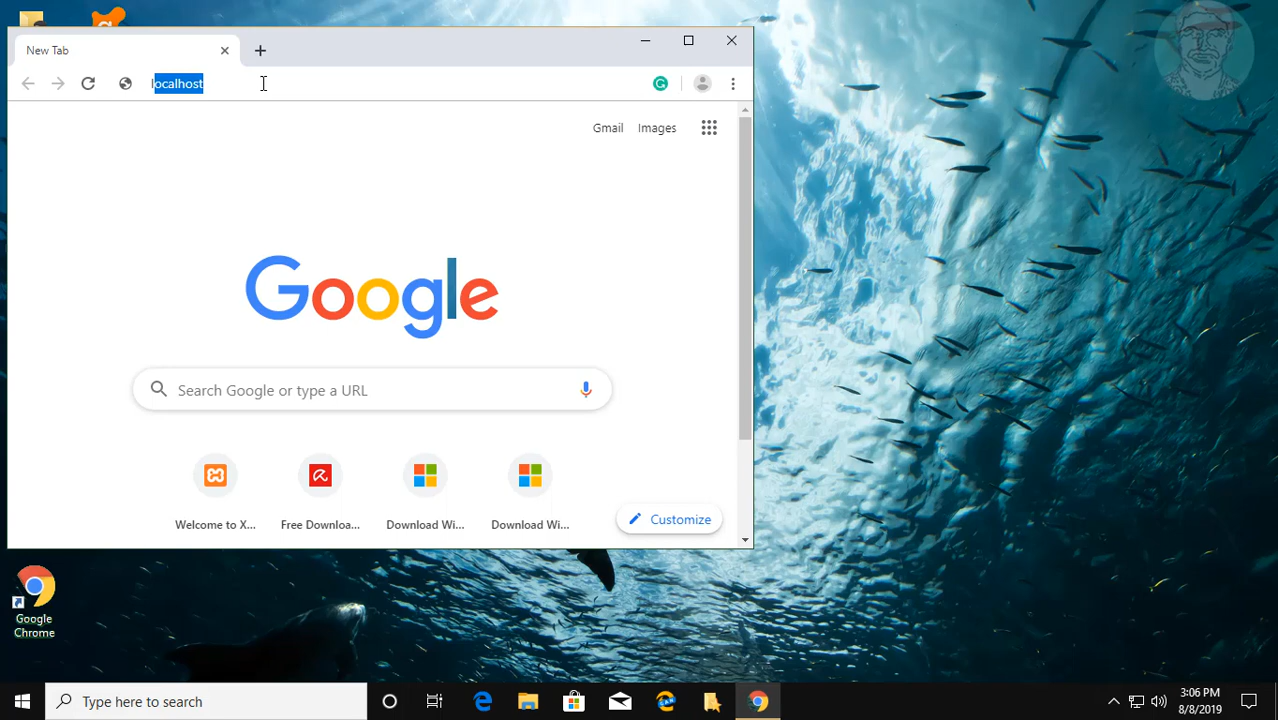 New Tab
localhost
Gmail Images
Google
Search Google or type a URL
Welcome to X... Free Downloa... Download Wi... Download Wi...
Customize
Google
Chrome
Type here to search
3:06 PM
8/8/2019